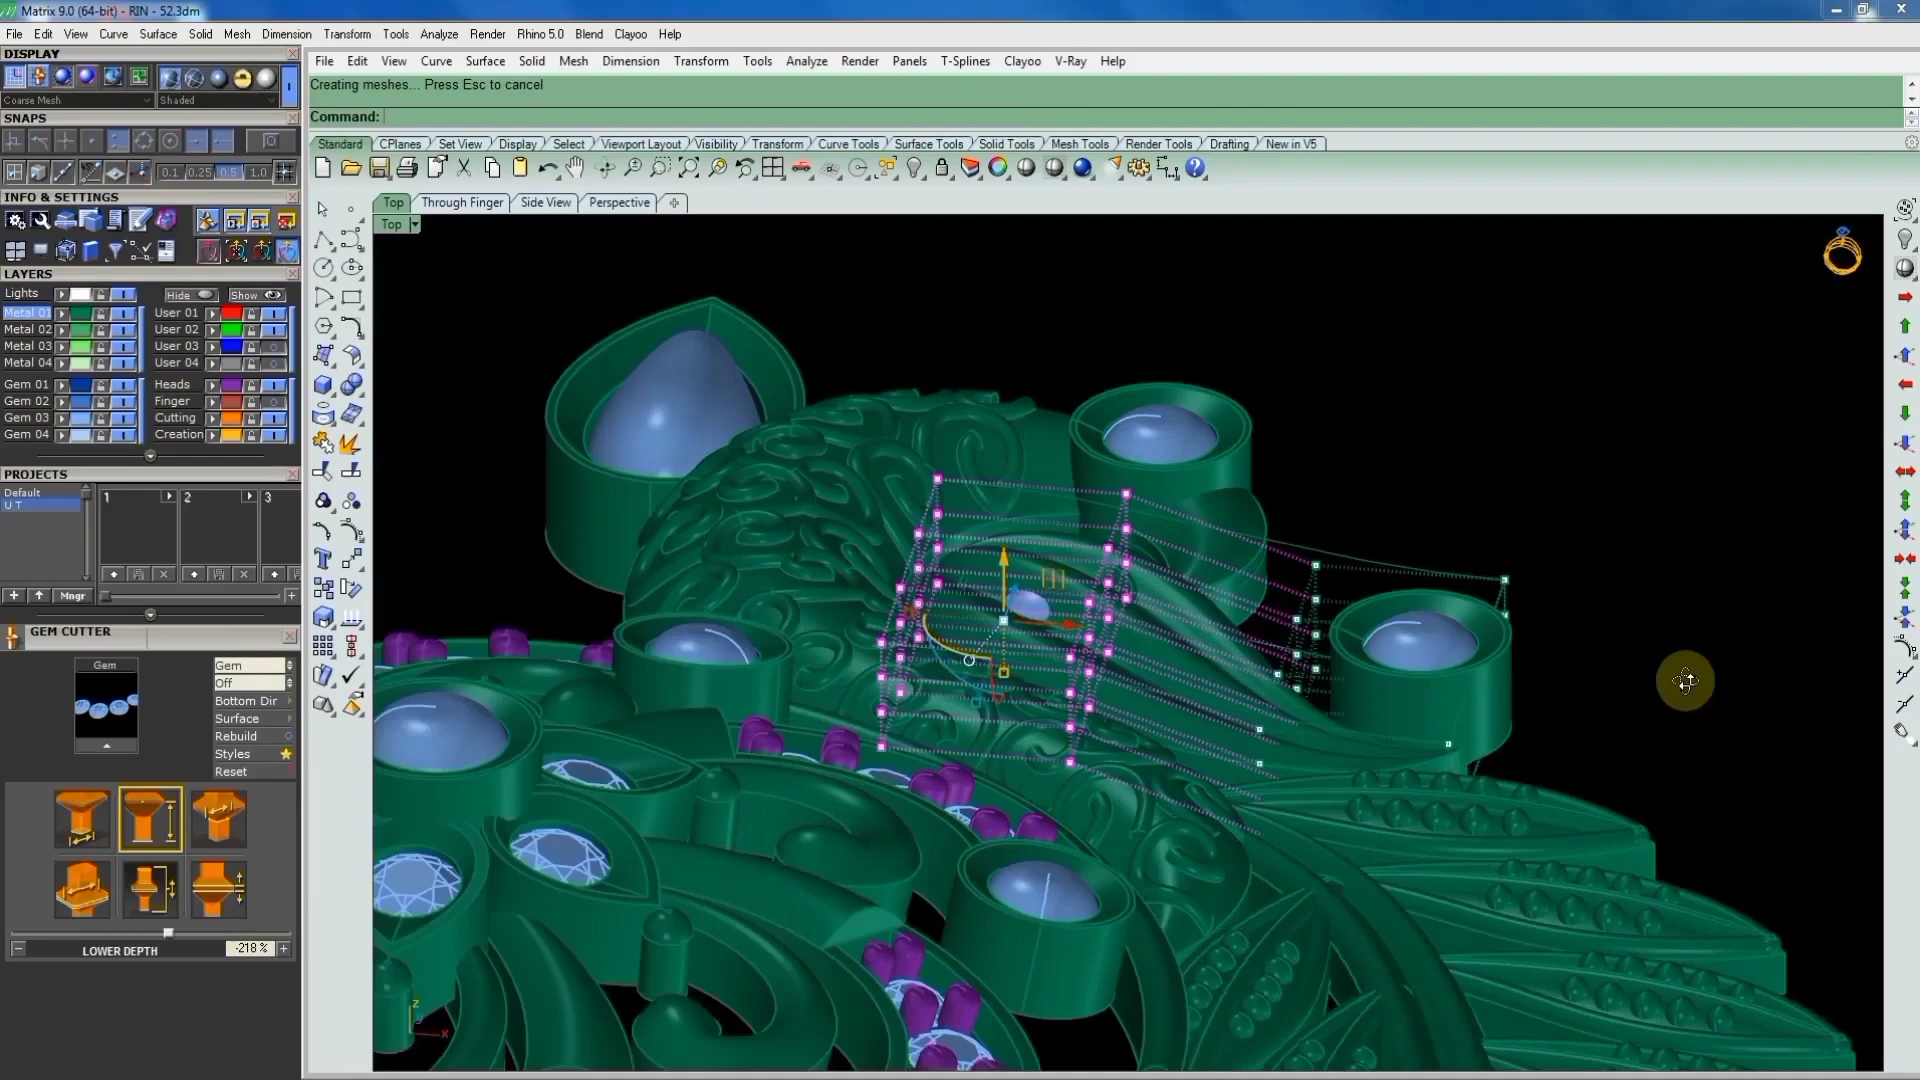 Matrix 9.0 (64-bit) - RIN - 52.3dm
File Edit View Curve Surface Solid Mesh Dimension Transform Tools Analyze Render Rhino 5.0 Blend Clayoo Help
DISPLAY
Coarse Mesh Shaded
SNAPS
0.1 0.25 0.5 1.0
INFO & SETTINGS
LAYERS
Lights Hide Show
Metal 01 User 01
Metal 02 User 02
Metal 03 User 03
Metal 04 User 04
Gem 01 Heads
Gem 02 Finger
Gem 03 Cutting
Gem 04 Creation
PROJECTS
Default 1 2 3
U T
Mngr
GEM CUTTER
Gem Gem
Off
Bottom Dir
Surface
Rebuild
Styles
Reset
LOWER DEPTH -218 %
File Edit View Curve Surface Solid Mesh Dimension Transform Tools Analyze Render Panels T-Splines Clayoo V-Ray Help
Creating meshes... Press Esc to cancel
Command:
Standard CPlanes Set View Display Select Viewport Layout Visibility Transform Curve Tools Surface Tools Solid Tools Mesh Tools Render Tools Drafting New in V5
Top Through Finger Side View Perspective
Top
z
x